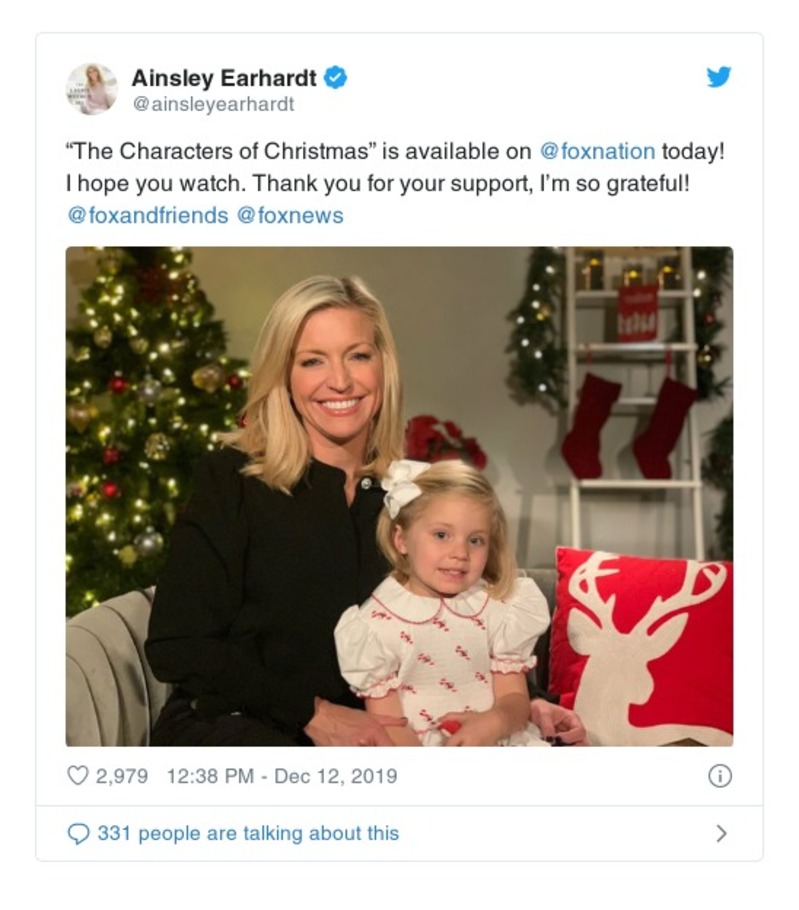 Ainsley Earhardt
@ainsleyearhardt
“The Characters of Christmas” is available on @foxnation today!
I hope you watch. Thank you for your support, I’m so grateful!
@foxandfriends @foxnews
2,979 12:38 PM - Dec 12, 2019
331 people are talking about this